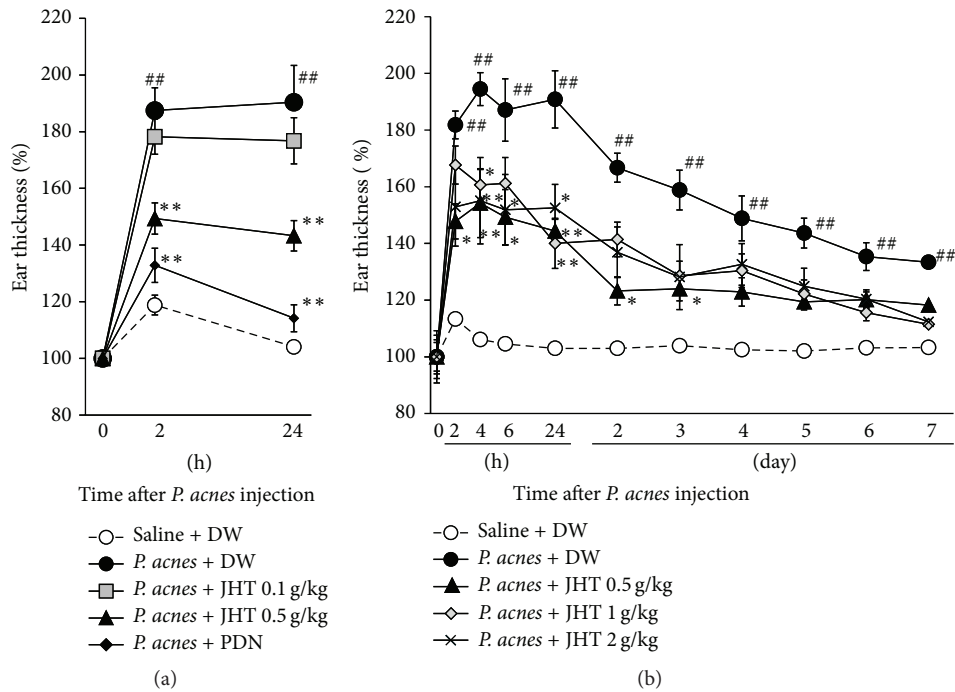 220
200
180
160
140
120
100
80
Ear thickness (%)
##
##
**
**
**
**
0
2
24
(h)
Time after P. acnes injection
Saline + DW
P. acnes + DW
P. acnes + JHT 0.1 g/kg
P. acnes + JHT 0.5 g/kg
P. acnes + PDN
(a)
220
200
180
160
140
120
100
80
Ear thickness ( %)
##
##
##
##
##
##
##
##
##
##
*
**
*
*
*
**
*
**
**
*
*
0 2 4 6 24 2 3 4 5 6 7
(h) (day)
Time after P. acnes injection
Saline + DW
P. acnes + DW
P. acnes + JHT 0.5 g/kg
P. acnes + JHT 1 g/kg
P. acnes + JHT 2 g/kg
(b)